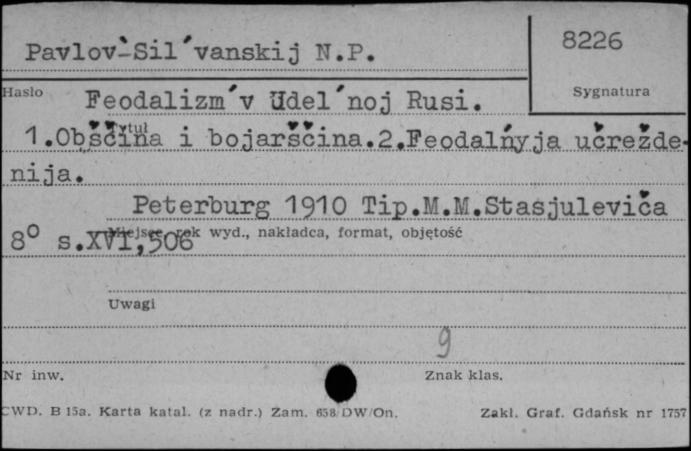 Pavlov-Sil´vanskij N.P.
8226
Hasło
Sygnatura
Feodalizm´v Udel´noj Rusi.
Tytuł
1.Obščina i bojarščina.2.Feodalńyja učrežde-
nija.
Peterburg 1910 Tip.M.M.Stasjuleviča
Miejsce, rok wyd., nakładca, format, objętość
8° s.XVI,506
Uwagi
9
Nr inw.
Znak klas.
CWD. B 15a. Karta katal. (z nadr.) Zam. 658/DW/On.
Zakł. Graf. Gdańsk nr 1757